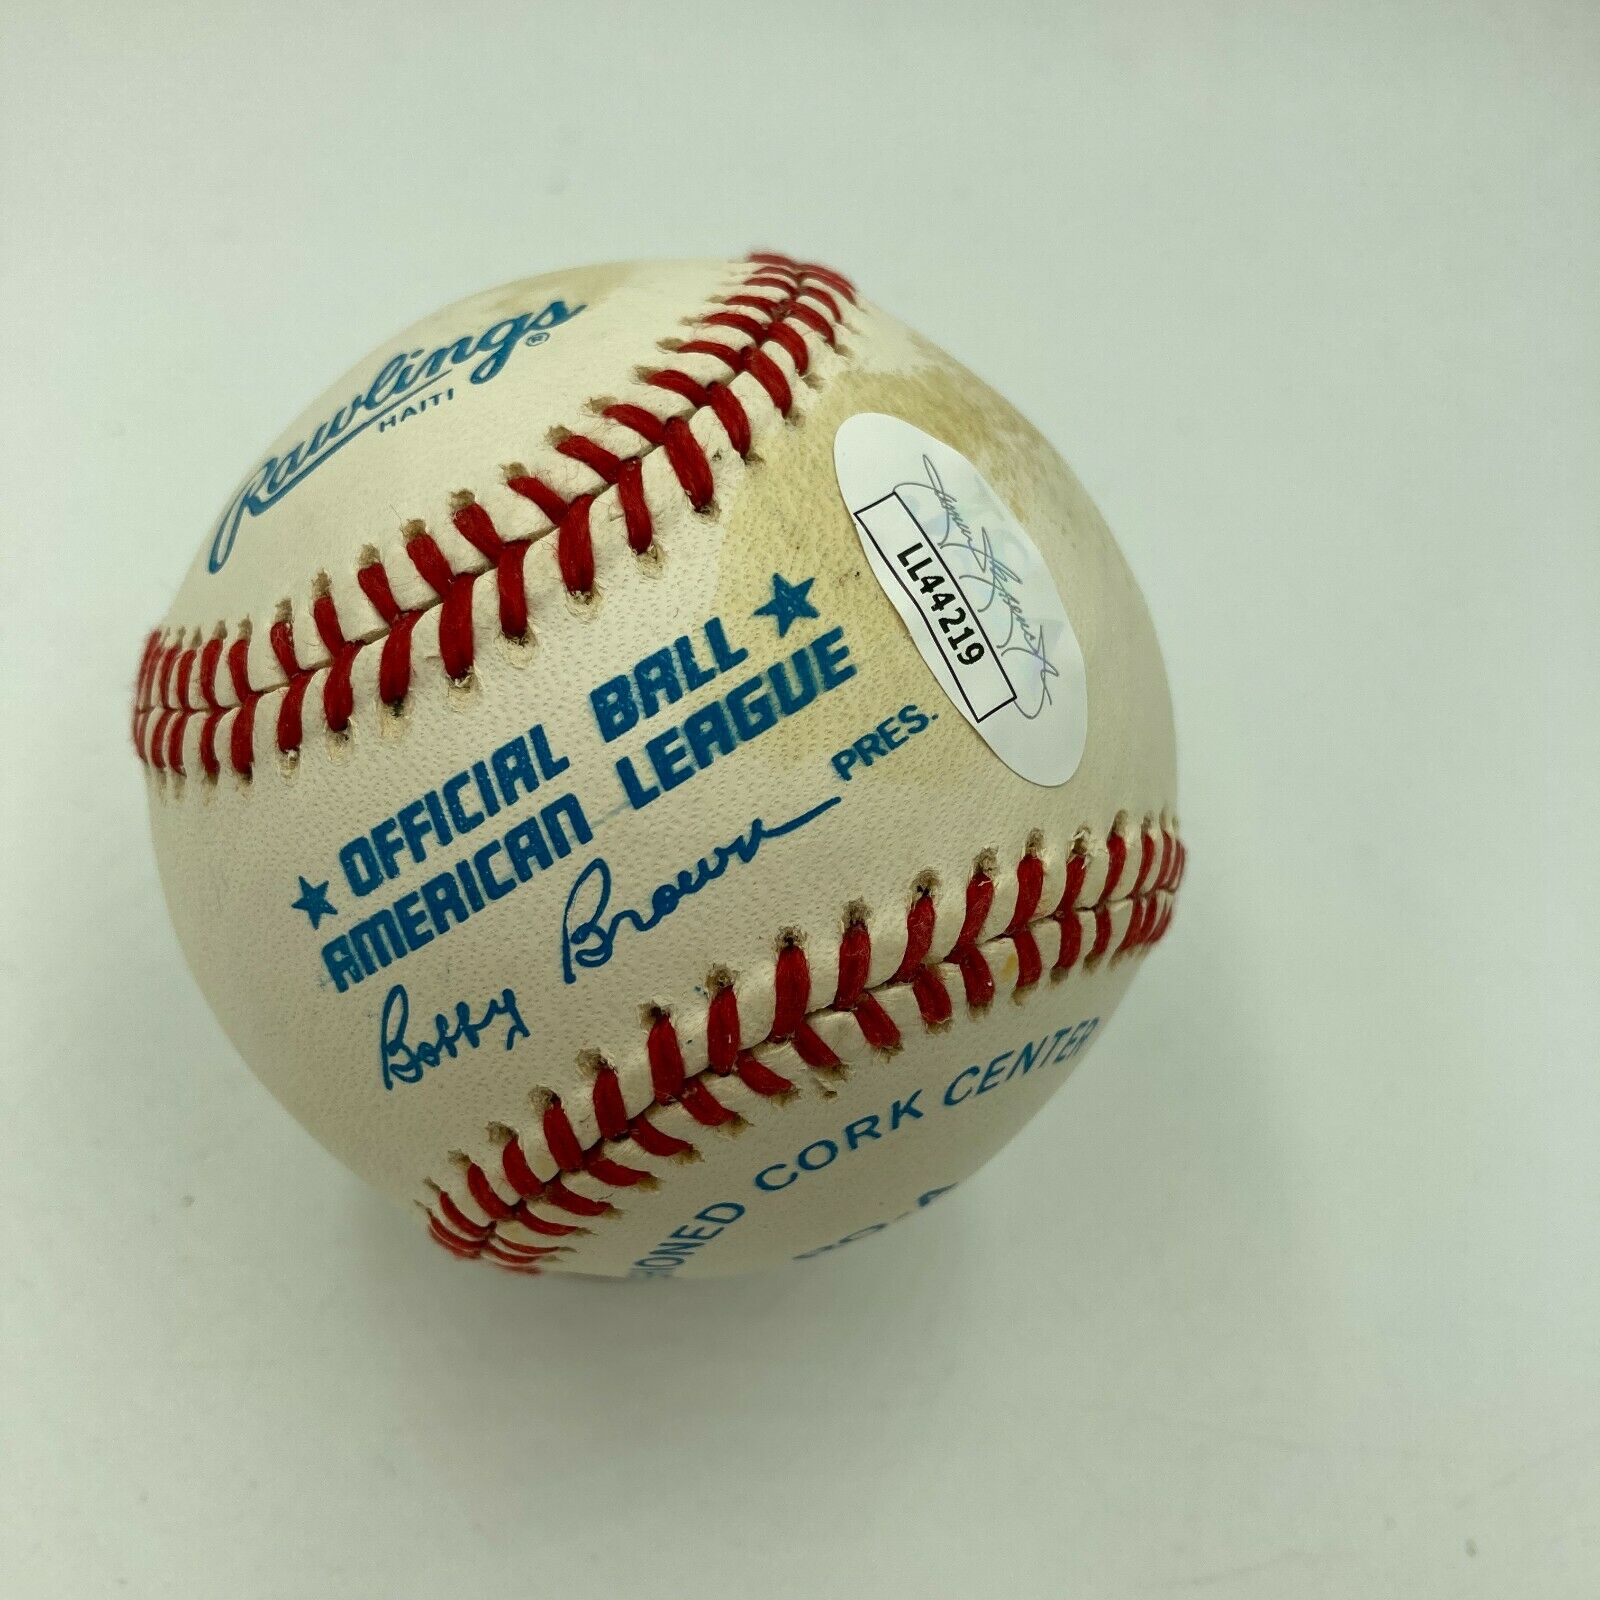 Rawlings®
HAITI
OFFICIAL BALL
AMERICAN LEAGUE
Bobby Brown PRES.
LL44219
CORK CENTER